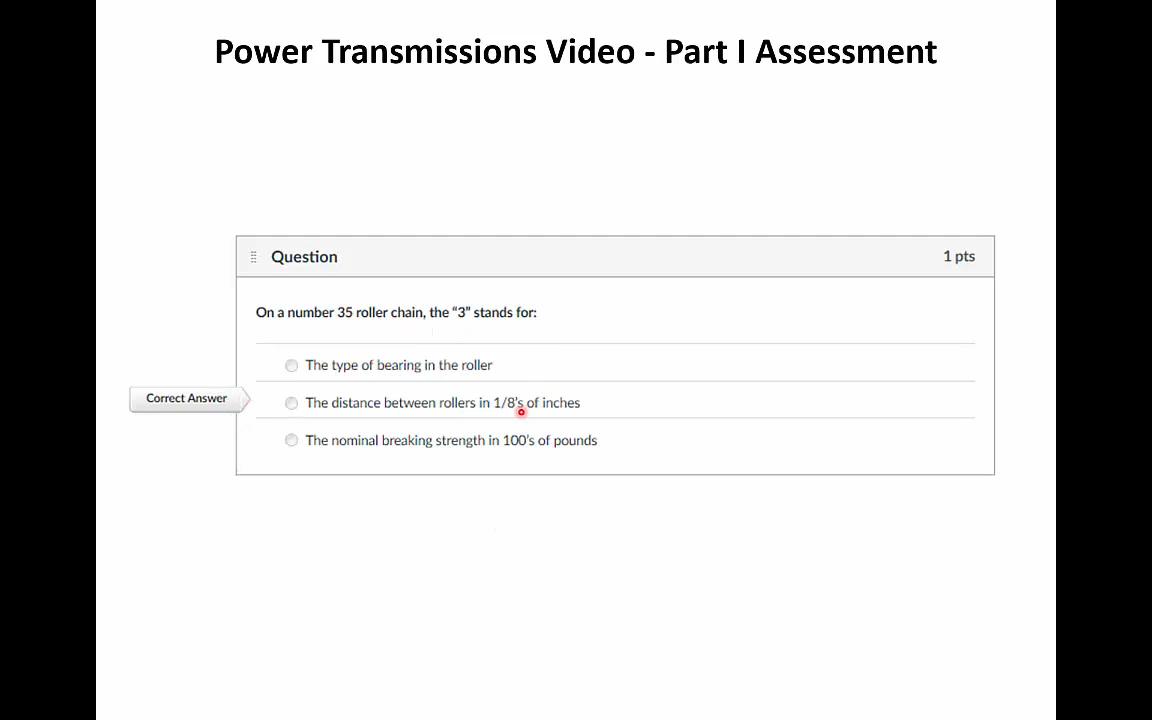 Power Transmissions Video - Part I Assessment
Question
1 pts
On a number 35 roller chain, the “3” stands for:
The type of bearing in the roller
Correct Answer
The distance between rollers in 1/8’s of inches
The nominal breaking strength in 100’s of pounds